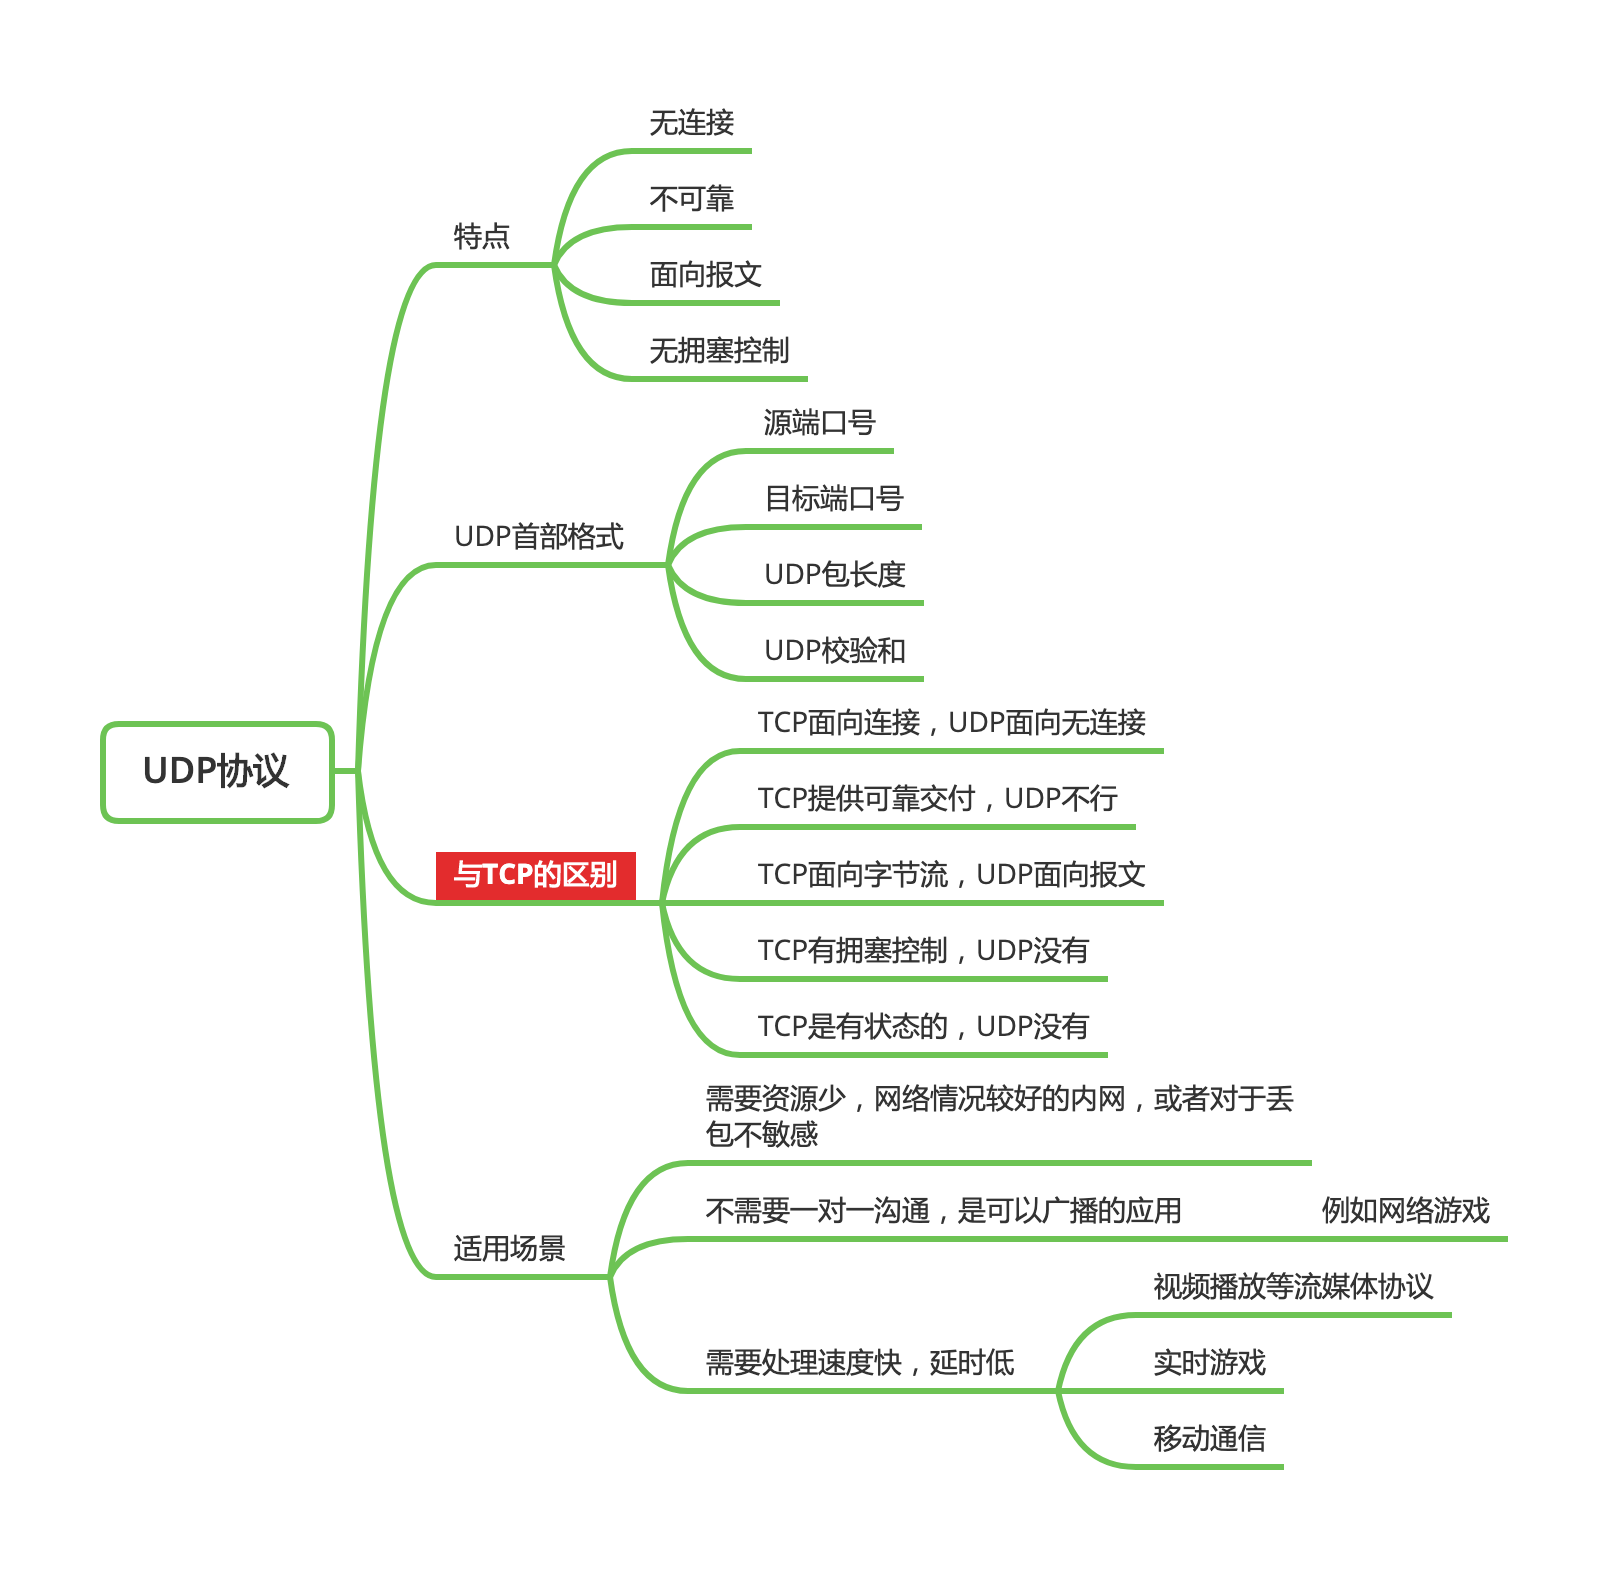 UDP协议
特点
无连接
不可靠
面向报文
无拥塞控制
UDP首部格式
源端口号
目标端口号
UDP包长度
UDP校验和
与TCP的区别
TCP面向连接，UDP面向无连接
TCP提供可靠交付，UDP不行
TCP面向字节流，UDP面向报文
TCP有拥塞控制，UDP没有
TCP是有状态的，UDP没有
适用场景
需要资源少，网络情况较好的内网，或者对于丢
包不敏感
不需要一对一沟通，是可以广播的应用
例如网络游戏
需要处理速度快，延时低
视频播放等流媒体协议
实时游戏
移动通信